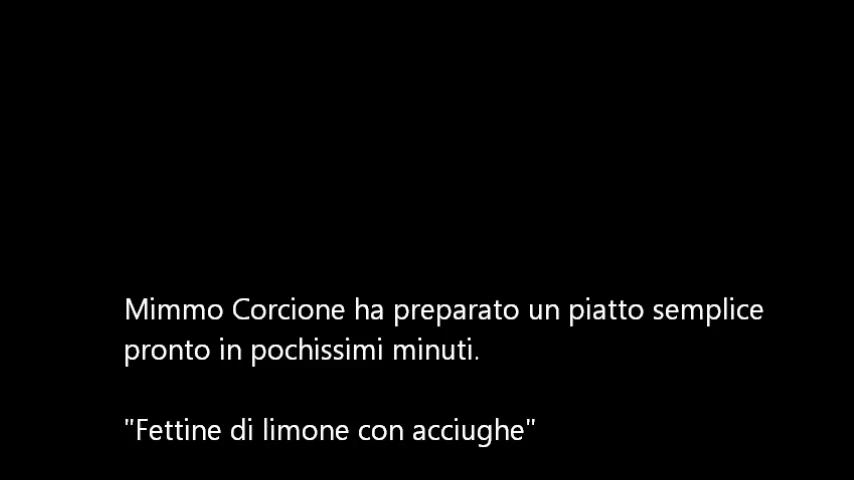 Mimmo Corcione ha preparato un piatto semplice
pronto in pochissimi minuti.
"Fettine di limone con acciughe"